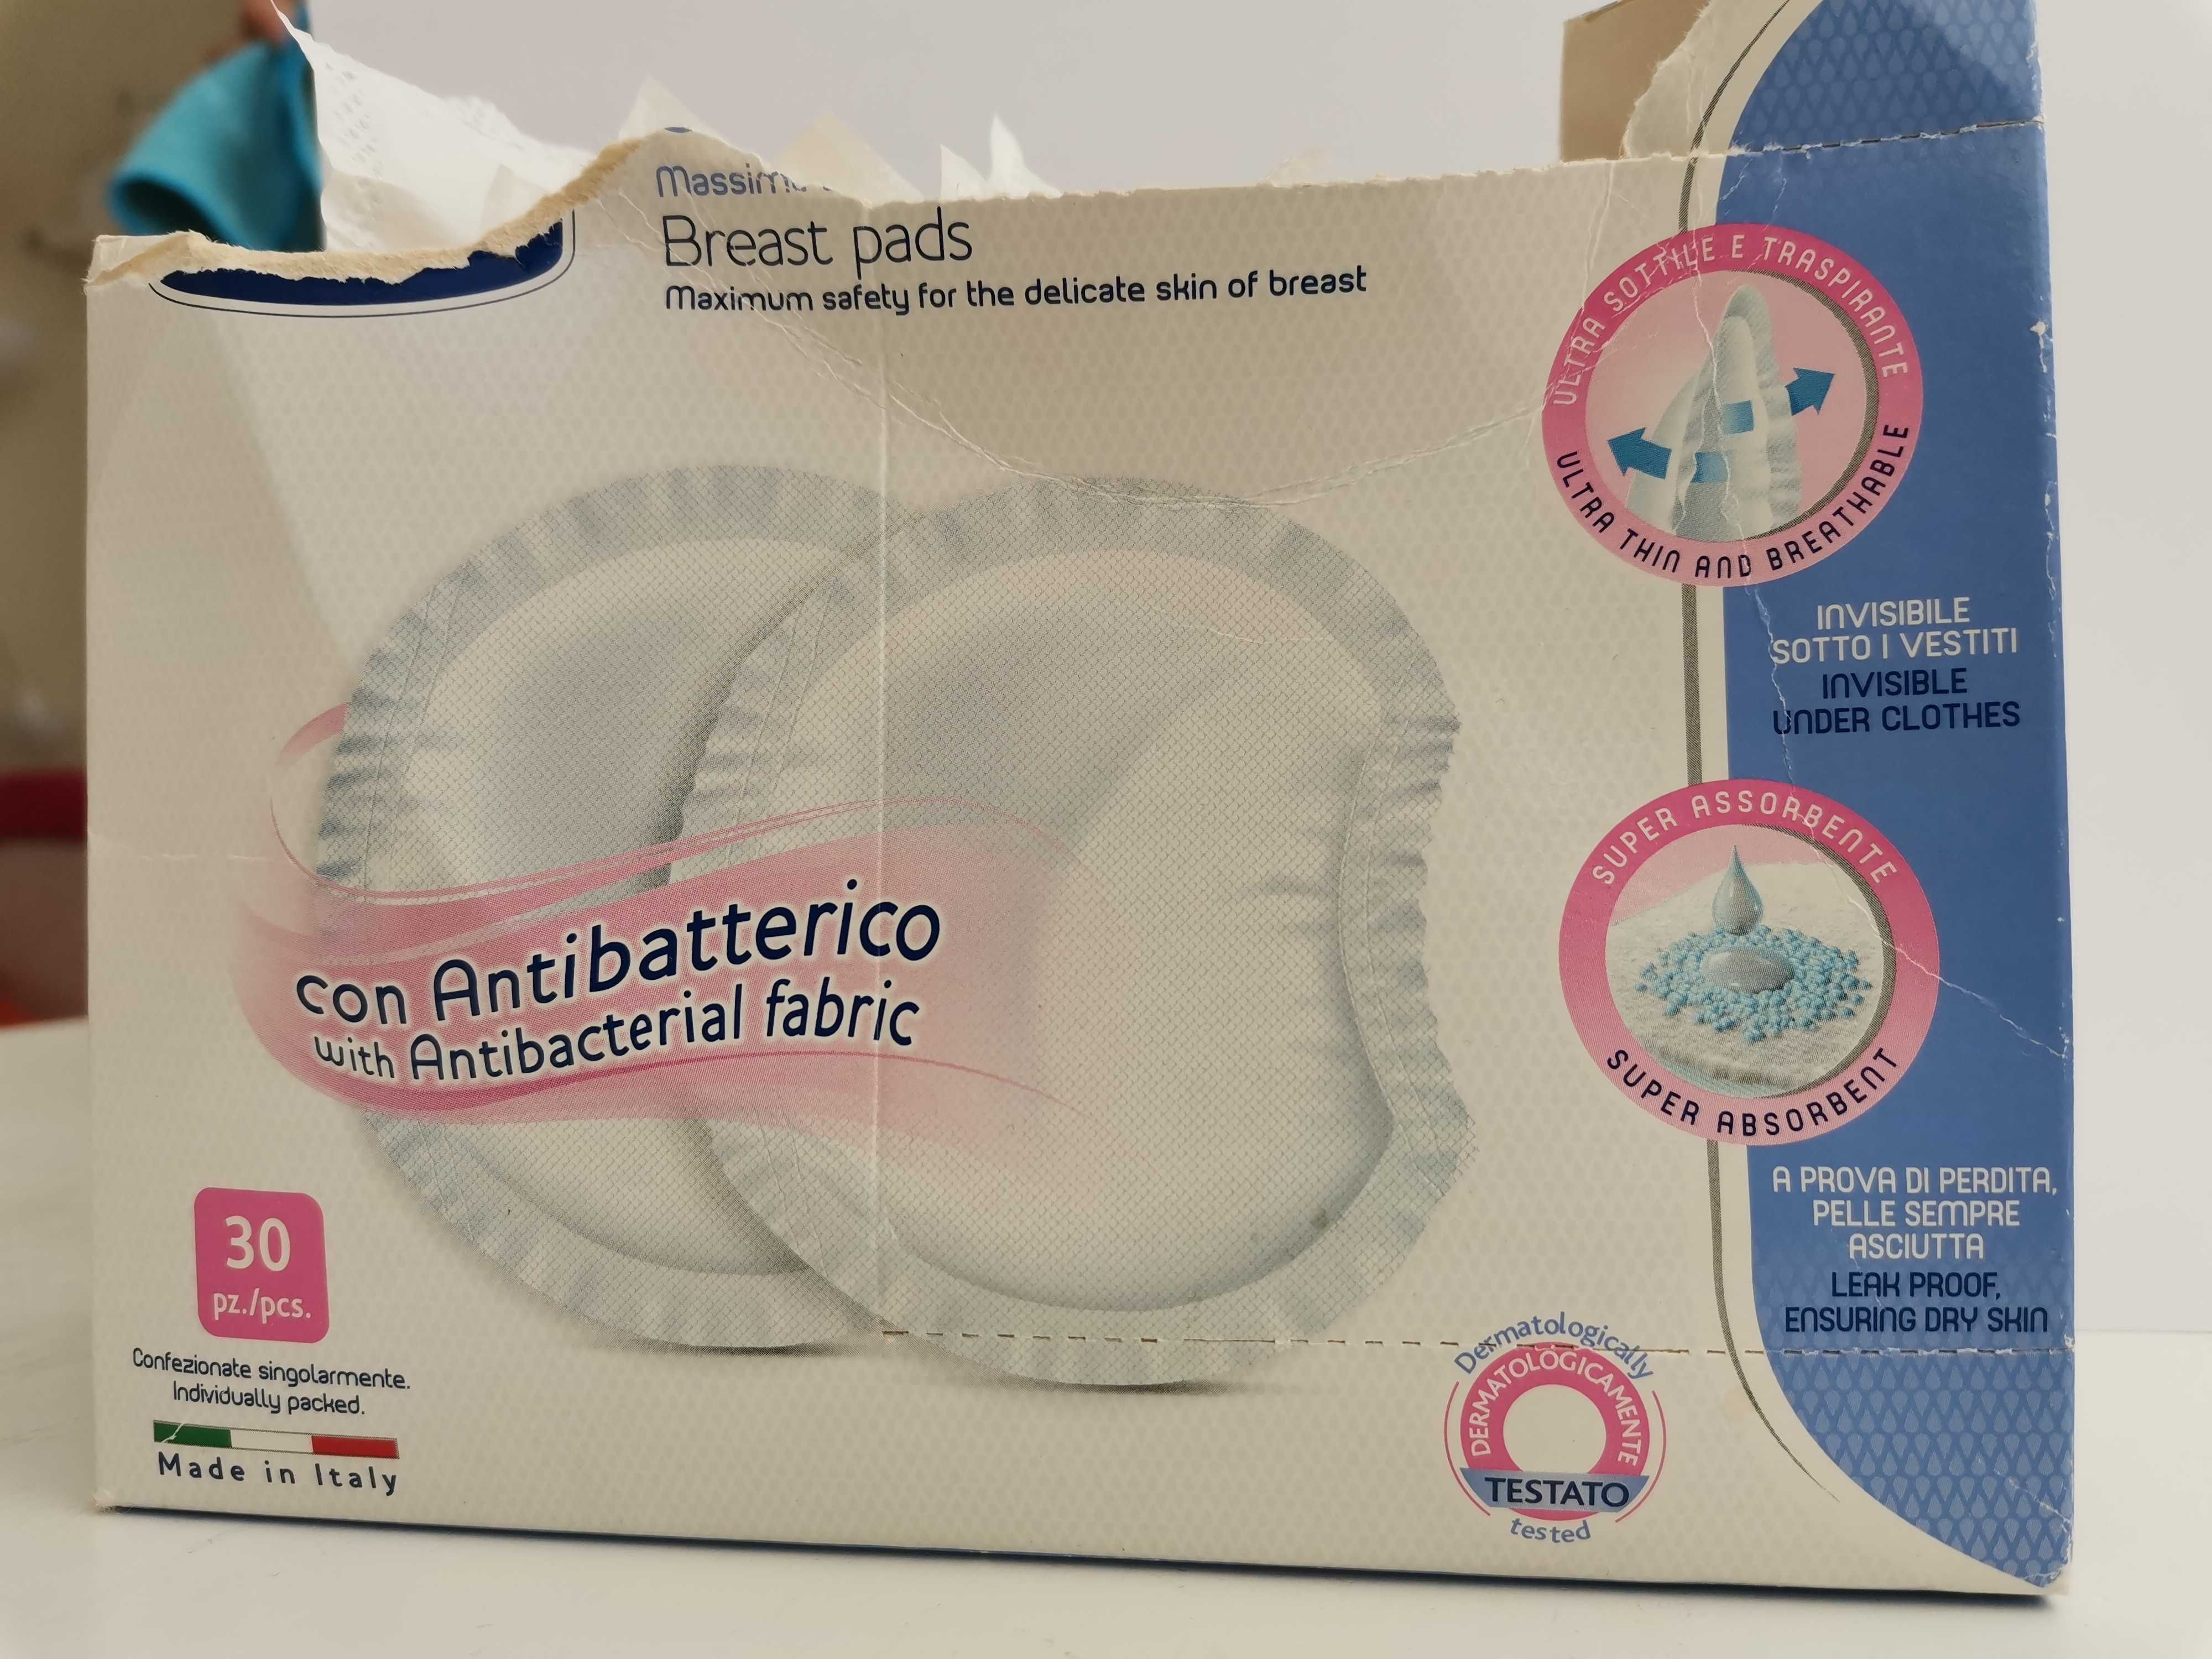 Breast pads
Maximum safety for the delicate skin of breast
ULTRA SOTTILE E TRASPIRANTE
ULTRA THIN AND BREATHABLE
INVISIBILE
SOTTO I VESTITI
INVISIBLE
UNDER CLOTHES
SUPER ASSORBENTE
SUPER ABSORBENT
A PROVA DI PERDITA,
PELLE SEMPRE
ASCIUTTA
LEAK PROOF,
ENSURING DRY SKIN
con Antibatterico
with Antibacterial fabric
30
pz./pcs.
Confezionate singolarmente.
Individually packed.
Made in Italy
Dermatologically
DERMATOLOGICAMENTE
TESTATO
tested